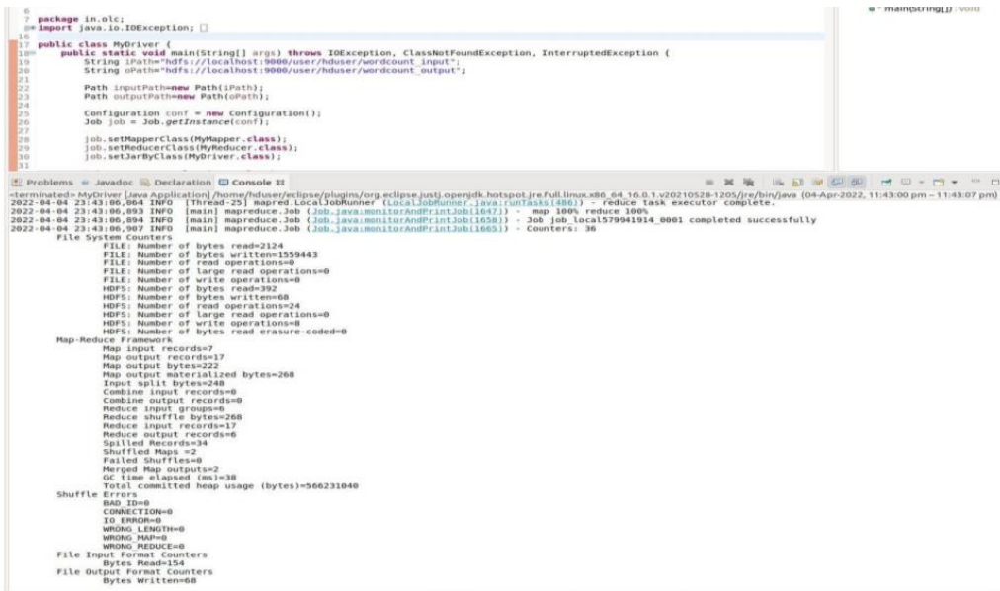 6
7 package in.olc;
8 import java.io.IOException;
16
17 public class MyDriver {
18 public static void main(String[] args) throws IOException, ClassNotFoundException, InterruptedException {
19 String iPath="hdfs://localhost:9000/user/hduser/wordcount_input";
20 String oPath="hdfs://localhost:9000/user/hduser/wordcount_output";
21
22 Path inputPath=new Path(iPath);
23 Path outputPath=new Path(oPath);
24
25 Configuration conf = new Configuration();
26 Job job = Job.getInstance(conf);
27
28 job.setMapperClass(MyMapper.class);
29 job.setReducerClass(MyReducer.class);
30 job.setJarByClass(MyDriver.class);
31
main(String[]) : void
Problems Javadoc Declaration Console
<terminated> MyDriver [Java Application] /home/hduser/eclipse/plugins/org.eclipse.justj.openjdk.hotspot.jre.full.linux.x86_64_16.0.1.v20210528-1205/jre/bin/java (04-Apr-2022, 11:43:00 pm – 11:43:07 pm)
2022-04-04 23:43:06,864 INFO [Thread-25] mapred.LocalJobRunner (LocalJobRunner.java:runTasks(486)) - reduce task executor complete.
2022-04-04 23:43:06,893 INFO [main] mapreduce.Job (Job.java:monitorAndPrintJob(1647)) - map 100% reduce 100%
2022-04-04 23:43:06,894 INFO [main] mapreduce.Job (Job.java:monitorAndPrintJob(1658)) - Job job_local579941914_0001 completed successfully
2022-04-04 23:43:06,907 INFO [main] mapreduce.Job (Job.java:monitorAndPrintJob(1665)) - Counters: 36
File System Counters
FILE: Number of bytes read=2124
FILE: Number of bytes written=1559443
FILE: Number of read operations=0
FILE: Number of large read operations=0
FILE: Number of write operations=0
HDFS: Number of bytes read=392
HDFS: Number of bytes written=68
HDFS: Number of read operations=24
HDFS: Number of large read operations=0
HDFS: Number of write operations=8
HDFS: Number of bytes read erasure-coded=0
Map-Reduce Framework
Map input records=7
Map output records=17
Map output bytes=222
Map output materialized bytes=268
Input split bytes=248
Combine input records=0
Combine output records=0
Reduce input groups=6
Reduce shuffle bytes=268
Reduce input records=17
Reduce output records=6
Spilled Records=34
Shuffled Maps =2
Failed Shuffles=0
Merged Map outputs=2
GC time elapsed (ms)=38
Total committed heap usage (bytes)=566231040
Shuffle Errors
BAD_ID=0
CONNECTION=0
IO_ERROR=0
WRONG_LENGTH=0
WRONG_MAP=0
WRONG_REDUCE=0
File Input Format Counters
Bytes Read=154
File Output Format Counters
Bytes Written=68